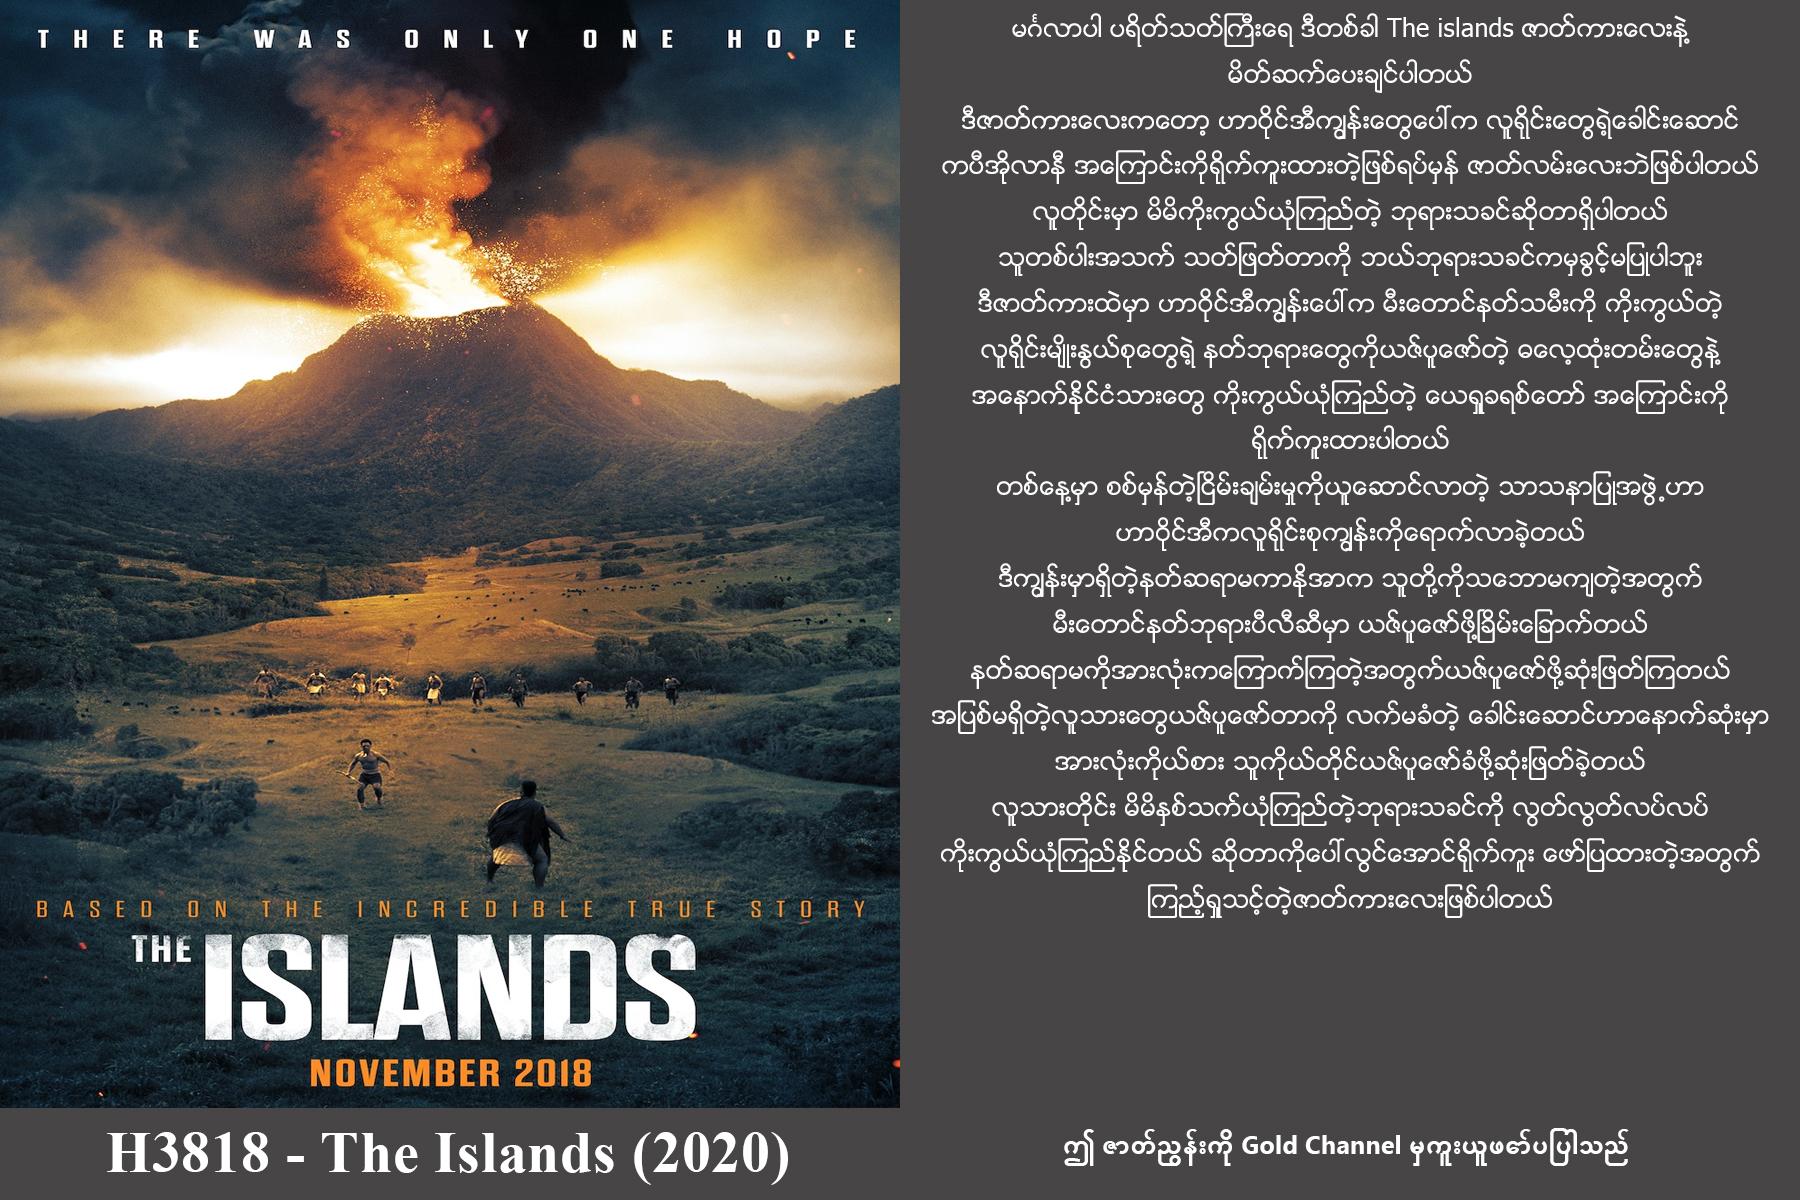 THERE WAS ONLY ONE HOPE
BASED ON THE INCREDIBLE TRUE STORY
THE ISLANDS
NOVEMBER 2018
H3818 - The Islands (2020)
မင်္ဂလာပါ ပရိတ်သတ်ကြီးရေ ဒီတစ်ခါ The islands ဇာတ်ကားလေးနဲ့
မိတ်ဆက်ပေးချင်ပါတယ်
ဒီဇာတ်ကားလေးကတော့ ဟာဝိုင်အီကျွန်းတွေပေါ်က လူရိုင်းတွေရဲ့ခေါင်းဆောင်
ကပီအိုလာနီ အကြောင်းကိုရိုက်ကူးထားတဲ့ဖြစ်ရပ်မှန် ဇာတ်လမ်းလေးဘဲဖြစ်ပါတယ်
လူတိုင်းမှာ မိမိကိုးကွယ်ယုံကြည်တဲ့ ဘုရားသခင်ဆိုတာရှိပါတယ်
သူတစ်ပါးအသက် သတ်ဖြတ်တာကို ဘယ်ဘုရားသခင်ကမှခွင့်မပြုပါဘူး
ဒီဇာတ်ကားထဲမှာ ဟာဝိုင်အီကျွန်းပေါ်က မီးတောင်နတ်သမီးကို ကိုးကွယ်တဲ့
လူရိုင်းမျိုးနွယ်စုတွေရဲ့ နတ်ဘုရားတွေကိုယဇ်ပူဇော်တဲ့ ဓလေ့ထုံးတမ်းတွေနဲ့
အနောက်နိုင်ငံသားတွေ ကိုးကွယ်ယုံကြည်တဲ့ ယေရှုခရစ်တော် အကြောင်းကို
ရိုက်ကူးထားပါတယ်
တစ်နေ့မှာ စစ်မှန်တဲ့ငြိမ်းချမ်းမှုကိုယူဆောင်လာတဲ့ သာသနာပြုအဖွဲ့ဟာ
ဟာဝိုင်အီကလူရိုင်းစုကျွန်းကိုရောက်လာခဲ့တယ်
ဒီကျွန်းမှာရှိတဲ့နတ်ဆရာမကာနိုအာက သူတို့ကိုသဘောမကျတဲ့အတွက်
မီးတောင်နတ်ဘုရားပီလီဆီမှာ ယဇ်ပူဇော်ဖို့ခြိမ်းခြောက်တယ်
နတ်ဆရာမကိုအားလုံးကကြောက်ကြတဲ့အတွက်ယဇ်ပူဇော်ဖို့ဆုံးဖြတ်ကြတယ်
အပြစ်မရှိတဲ့လူသားတွေယဇ်ပူဇော်တာကို လက်မခံတဲ့ ခေါင်းဆောင်ဟာနောက်ဆုံးမှာ
အားလုံးကိုယ်စား သူကိုယ်တိုင်ယဇ်ပူဇော်ခံဖို့ဆုံးဖြတ်ခဲ့တယ်
လူသားတိုင်း မိမိနှစ်သက်ယုံကြည်တဲ့ဘုရားသခင်ကို လွတ်လွတ်လပ်လပ်
ကိုးကွယ်ယုံကြည်နိုင်တယ် ဆိုတာကိုပေါ်လွင်အောင်ရိုက်ကူး ဖော်ပြထားတဲ့အတွက်
ကြည့်ရှုသင့်တဲ့ဇာတ်ကားလေးဖြစ်ပါတယ်
ဤ ဇာတ်ညွှန်းကို Gold Channel မှကူးယူဖော်ပပြါသည်